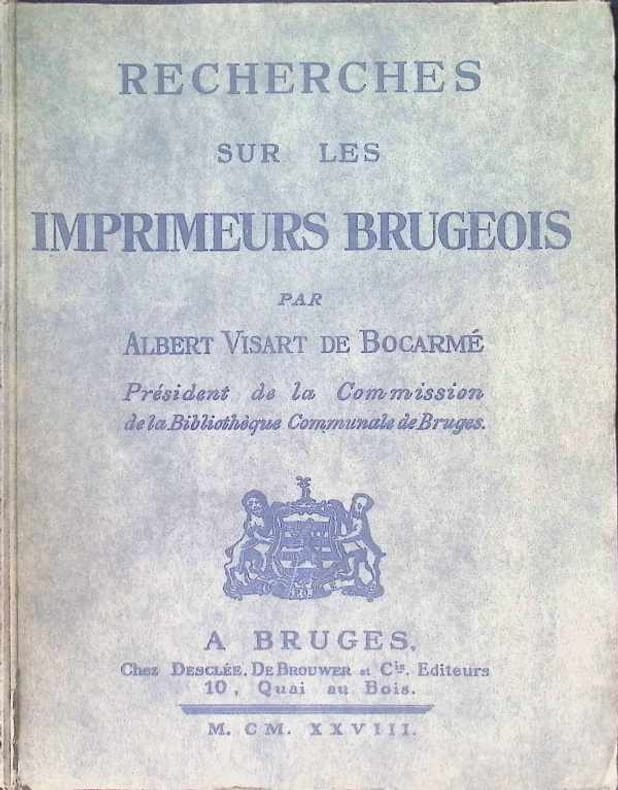 RECHERCHES
SUR LES
IMPRIMEURS BRUGEOIS
PAR
ALBERT VISART DE BOCARMÉ
Président de la Commission
de la Bibliothèque Communale de Bruges.
A BRUGES,
Chez DESCLÉE, DE BROUWER et Cie. Editeurs
10, Quai au Bois.
M. CM. XXVIII.